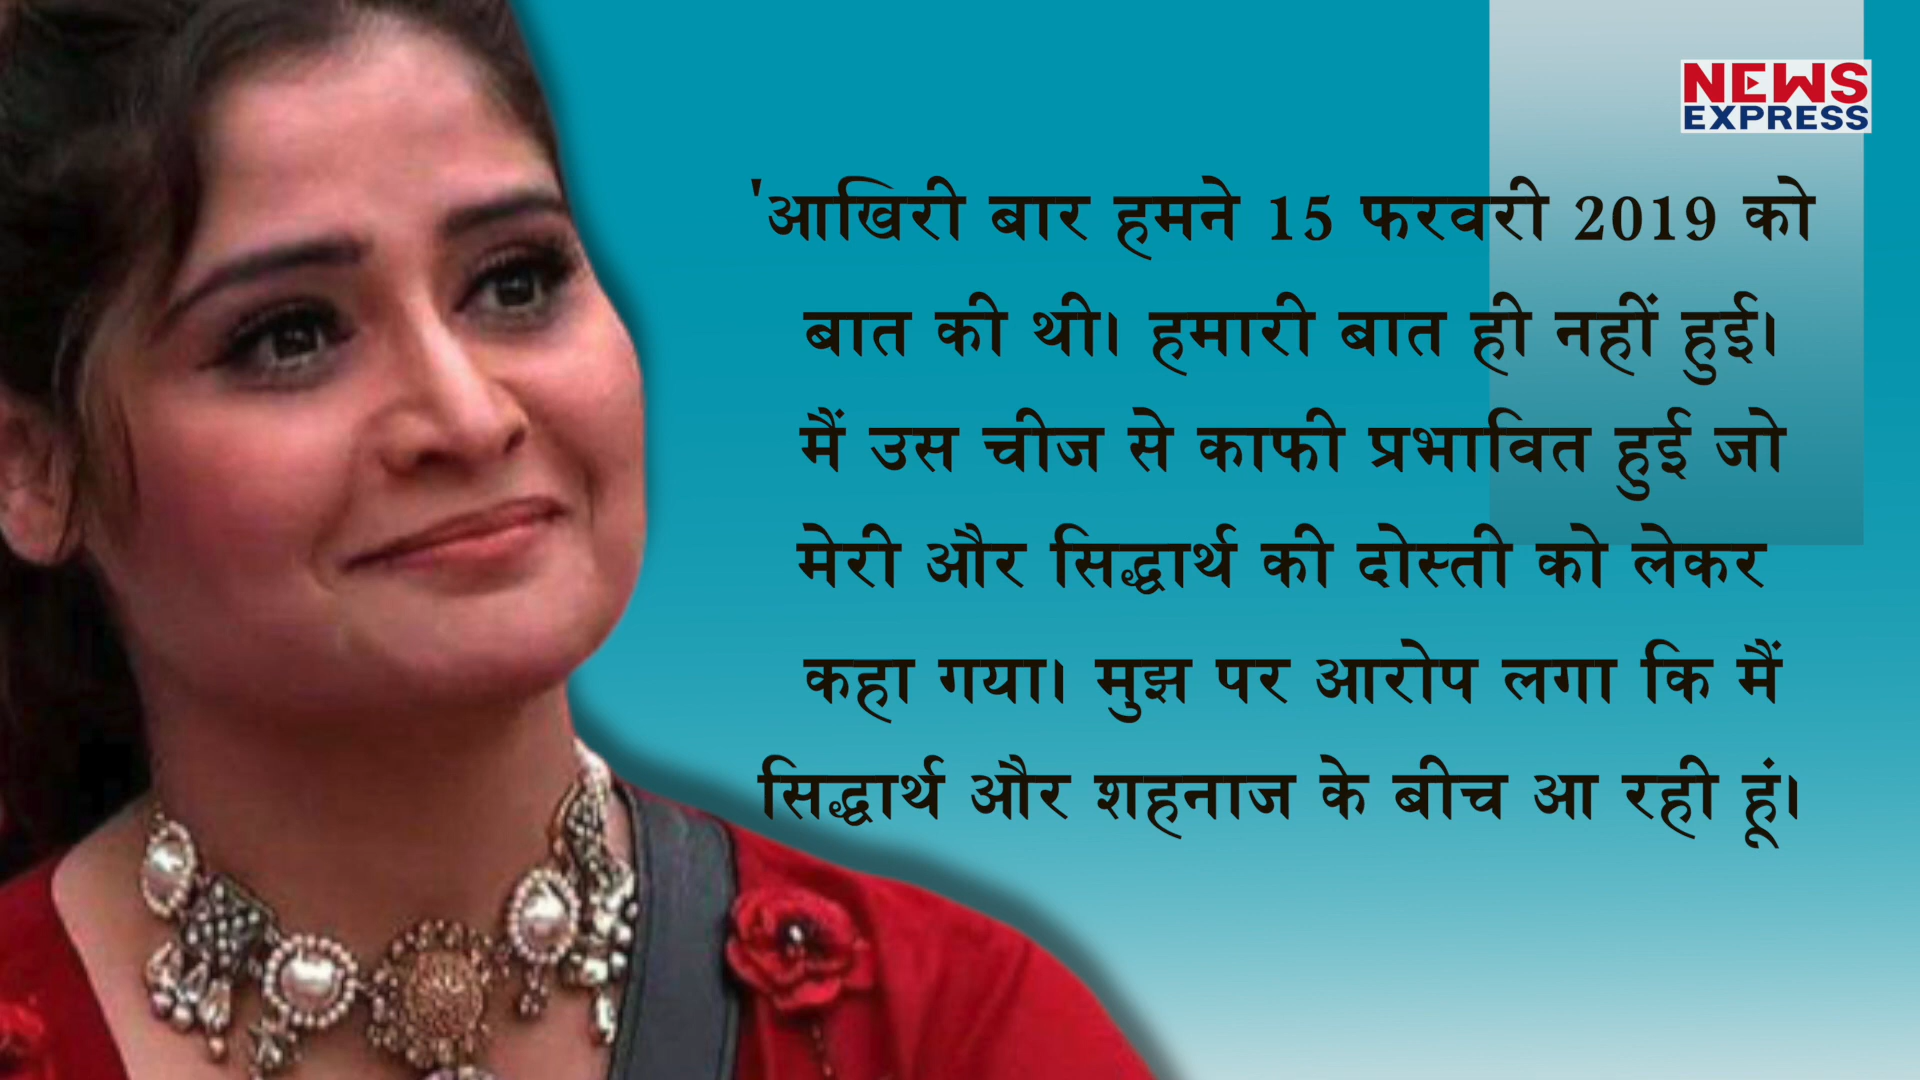 NEWS
EXPRESS
'आखिरी बार हमने 15 फरवरी 2019 को
बात की थी। हमारी बात ही नहीं हुई।
मैं उस चीज से काफी प्रभावित हुई जो
मेरी और सिद्धार्थ की दोस्ती को लेकर
कहा गया। मुझ पर आरोप लगा कि मैं
सिद्धार्थ और शहनाज के बीच आ रही हूं।